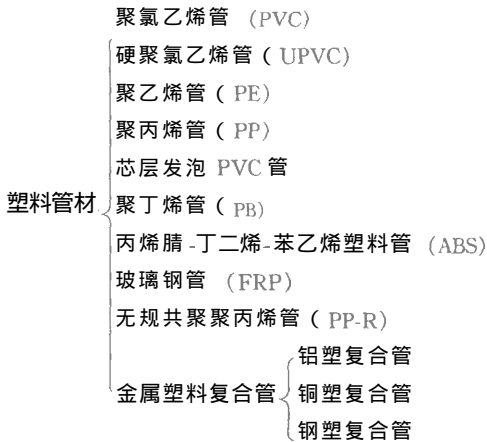 聚氯乙烯管 (PVC)
硬聚氯乙烯管 (UPVC)
聚乙烯管 (PE)
聚丙烯管 (PP)
芯层发泡 PVC 管
塑料管材
聚丁烯管 (PB)
丙烯腈-丁二烯-苯乙烯塑料管 (ABS)
玻璃钢管 (FRP)
无规共聚聚丙烯管 (PP-R)
铝塑复合管
金属塑料复合管
铜塑复合管
钢塑复合管